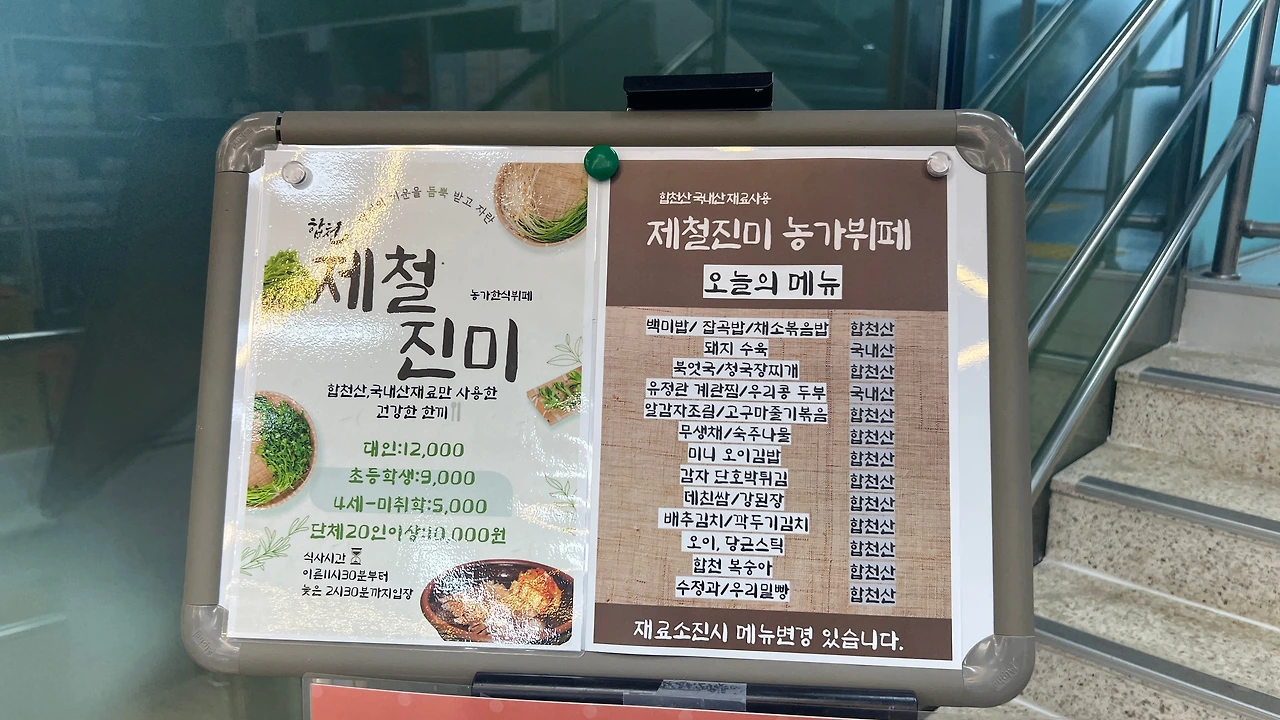 기운을 듬뿍 받고 자란
합천
제철
농가한식뷔페
진미
합천산,국내산재료만 사용한
건강한 한끼
대인:12,000
초등학생:9,000
4세-미취학:5,000
단체20인이상:10,000원
식사시간
이른11시30분부터
늦은 2시30분까지입장
합천산 국내산 재료사용
제철진미 농가뷔페
오늘의 메뉴
백미밥/ 잡곡밥/채소볶음밥 합천산
돼지 수육 국내산
북엇국/청국장찌개 합천산
유정란 계란찜/우리콩 두부 국내산
알감자조림/고구마줄기볶음 합천산
무생채/숙주나물 합천산
미니 오이김밥 합천산
감자 단호박튀김 합천산
데친쌈/강된장 합천산
배추김치/깍두기김치 합천산
오이, 당근스틱 합천산
합천 복숭아 합천산
수정과/우리밀빵 합천산
재료소진시 메뉴변경 있습니다.